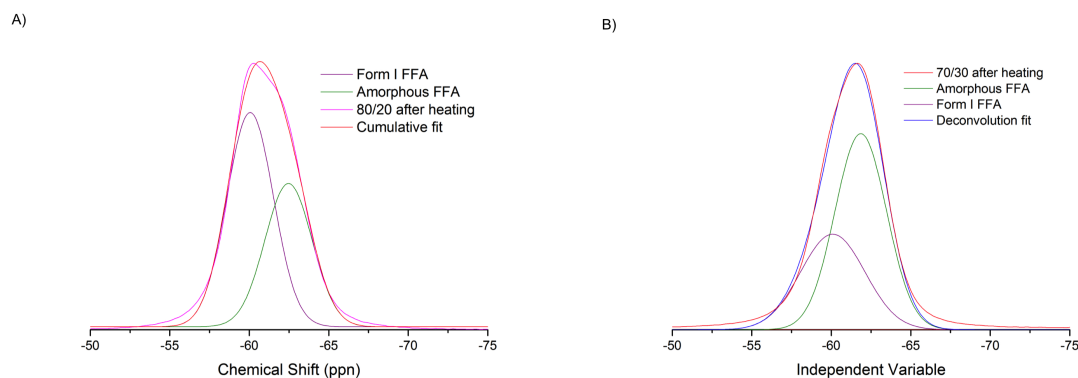 A)
Form I FFA
Amorphous FFA
80/20 after heating
Cumulative fit
-50 -55 -60 -65 -70 -75
Chemical Shift (ppn)
B)
70/30 after heating
Amorphous FFA
Form I FFA
Deconvolution fit
-50 -55 -60 -65 -70 -75
Independent Variable